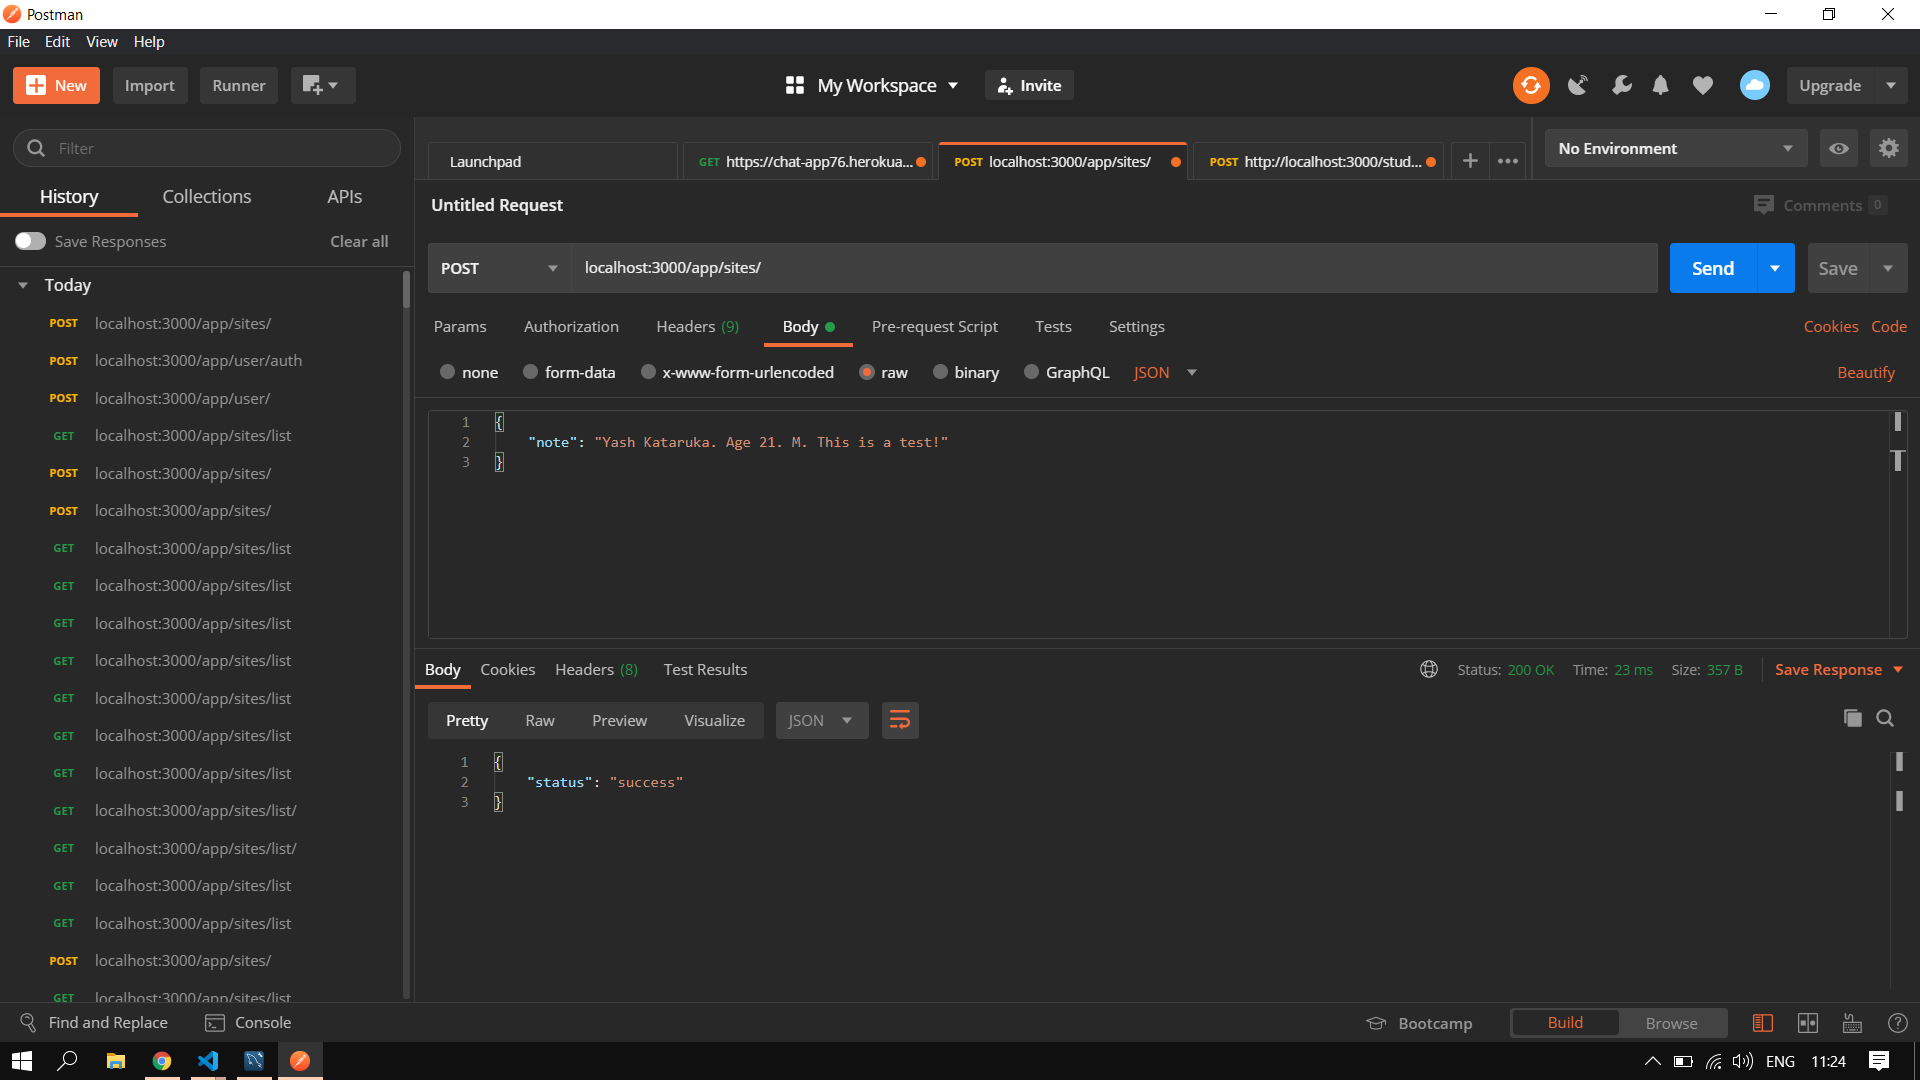 Postman
File Edit View Help
New Import Runner My Workspace Invite Upgrade
Filter
History Collections APIs
Save Responses Clear all
Today
POST localhost:3000/app/sites/
POST localhost:3000/app/user/auth
POST localhost:3000/app/user/
GET localhost:3000/app/sites/list
POST localhost:3000/app/sites/
POST localhost:3000/app/sites/
GET localhost:3000/app/sites/list
GET localhost:3000/app/sites/list
GET localhost:3000/app/sites/list
GET localhost:3000/app/sites/list
GET localhost:3000/app/sites/list
GET localhost:3000/app/sites/list
GET localhost:3000/app/sites/list
GET localhost:3000/app/sites/list/
GET localhost:3000/app/sites/list/
GET localhost:3000/app/sites/list
GET localhost:3000/app/sites/list
POST localhost:3000/app/sites/
GET localhost:3000/app/sites/list
Launchpad GET https://chat-app76.herokua... POST localhost:3000/app/sites/ POST http://localhost:3000/stud... No Environment
Untitled Request Comments 0
POST localhost:3000/app/sites/ Send Save
Params Authorization Headers (9) Body Pre-request Script Tests Settings Cookies Code
none form-data x-www-form-urlencoded raw binary GraphQL JSON Beautify
1 {
2 "note": "Yash Kataruka. Age 21. M. This is a test!"
3 }
Body Cookies Headers (8) Test Results Status: 200 OK Time: 23 ms Size: 357 B Save Response
Pretty Raw Preview Visualize JSON
1 {
2 "status": "success"
3 }
Find and Replace Console Bootcamp Build Browse
ENG 11:24